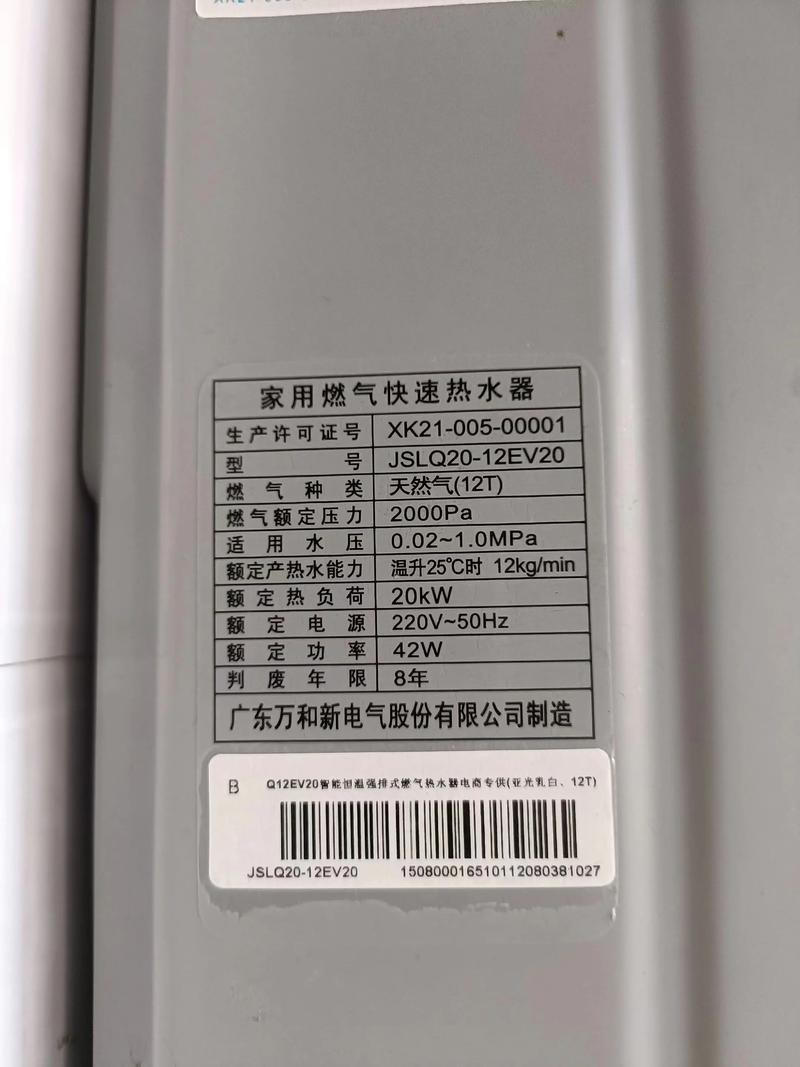 家用燃气快速热水器
生产许可证号 XK21-005-00001
型号 JSLQ20-12EV20
燃气种类 天然气(12T)
燃气额定压力 2000Pa
适用水压 0.02~1.0MPa
额定产热水能力 温升25℃时 12kg/min
额定热负荷 20kW
额定电源 220V~50Hz
额定功率 42W
判废年限 8年
广东万和新电气股份有限公司制造
B Q12EV20智能恒温强排式燃气热水器电商专供(亚光乳白、12T)
JSLQ20-12EV20 150800016510112080381027